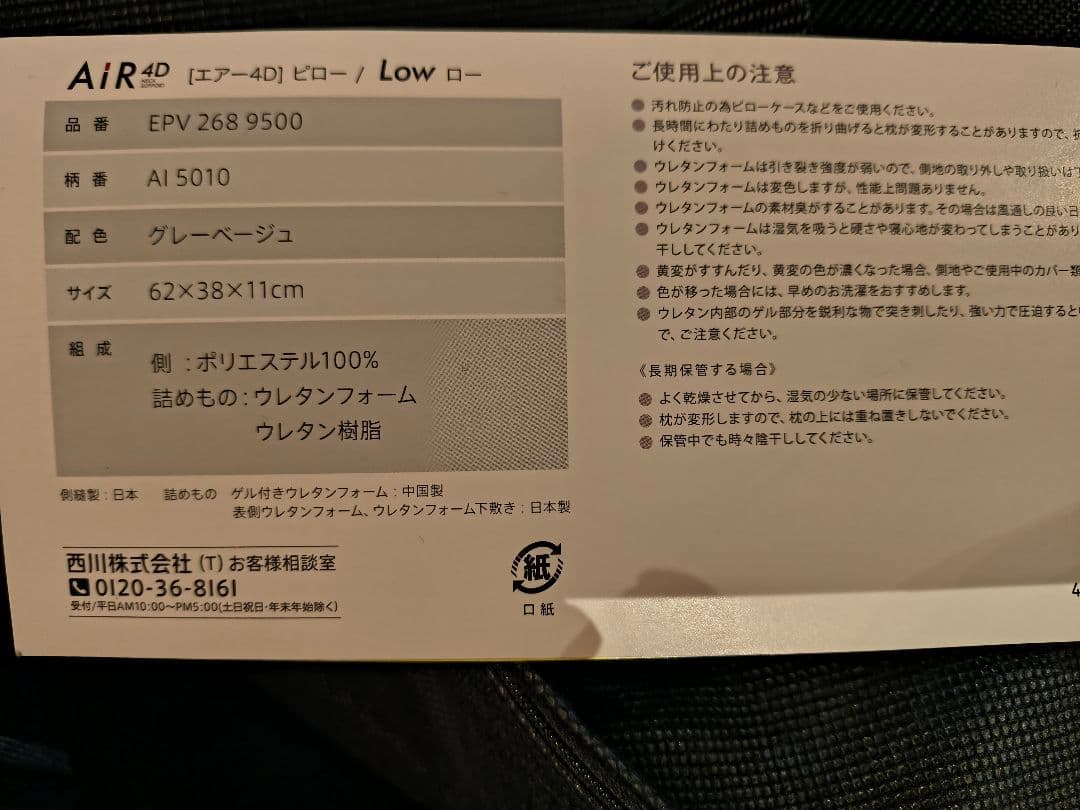 AiR 4D NECK SUPPORT [エアー4D] ピロー / Low ロー
品番 EPV 268 9500
柄番 AI 5010
配色 グレーベージュ
サイズ 62×38×11cm
組成 側 :ポリエステル100%
詰めもの:ウレタンフォーム
ウレタン樹脂
側縫製:日本 詰めもの ゲル付きウレタンフォーム:中国製
表側ウレタンフォーム、ウレタンフォーム下敷き:日本製
西川株式会社 (T) お客様相談室
0120-36-8161
受付/平日AM10:00〜PM5:00(土日祝日・年末年始除く)
紙
口紙
ご使用上の注意
●汚れ防止の為ピローケースなどをご使用ください。
●長時間にわたり詰めものを折り曲げると枕が変形することがありますので、
けください。
●ウレタンフォームは引き裂き強度が弱いので、側地の取り外しや取り扱いは
●ウレタンフォームは変色しますが、性能上問題ありません。
●ウレタンフォームの素材臭がすることがあります。その場合は風通しの良い日
●ウレタンフォームは湿気を吸うと硬さや寝心地が変わってしまうことがあり
干ししてください。
●黄変がすすんだり、黄変の色が濃くなった場合、側地やご使用中のカバー類
●色が移った場合には、早めのお洗濯をおすすめします。
●ウレタン内部のゲル部分を鋭利な物で突き刺したり、強い力で圧迫すると
で、ご注意ください。
《長期保管する場合》
●よく乾燥させてから、湿気の少ない場所に保管してください。
●枕が変形しますので、枕の上には重ね置きしないでください。
●保管中でも時々陰干ししてください。
4